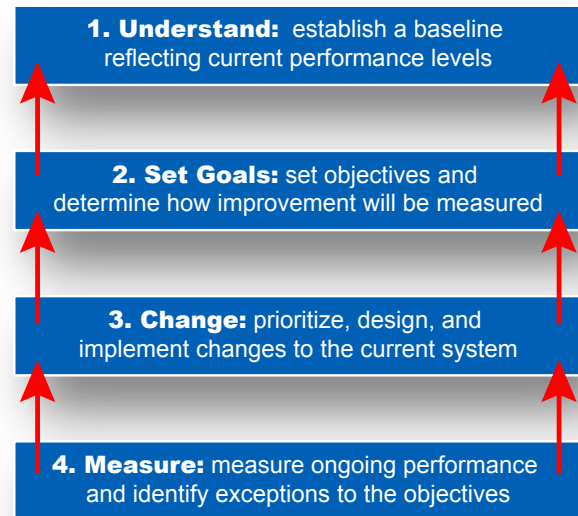 1. Understand: establish a baseline
reflecting current performance levels
2. Set Goals: set objectives and
determine how improvement will be measured
3. Change: prioritize, design, and
implement changes to the current system
4. Measure: measure ongoing performance
and identify exceptions to the objectives